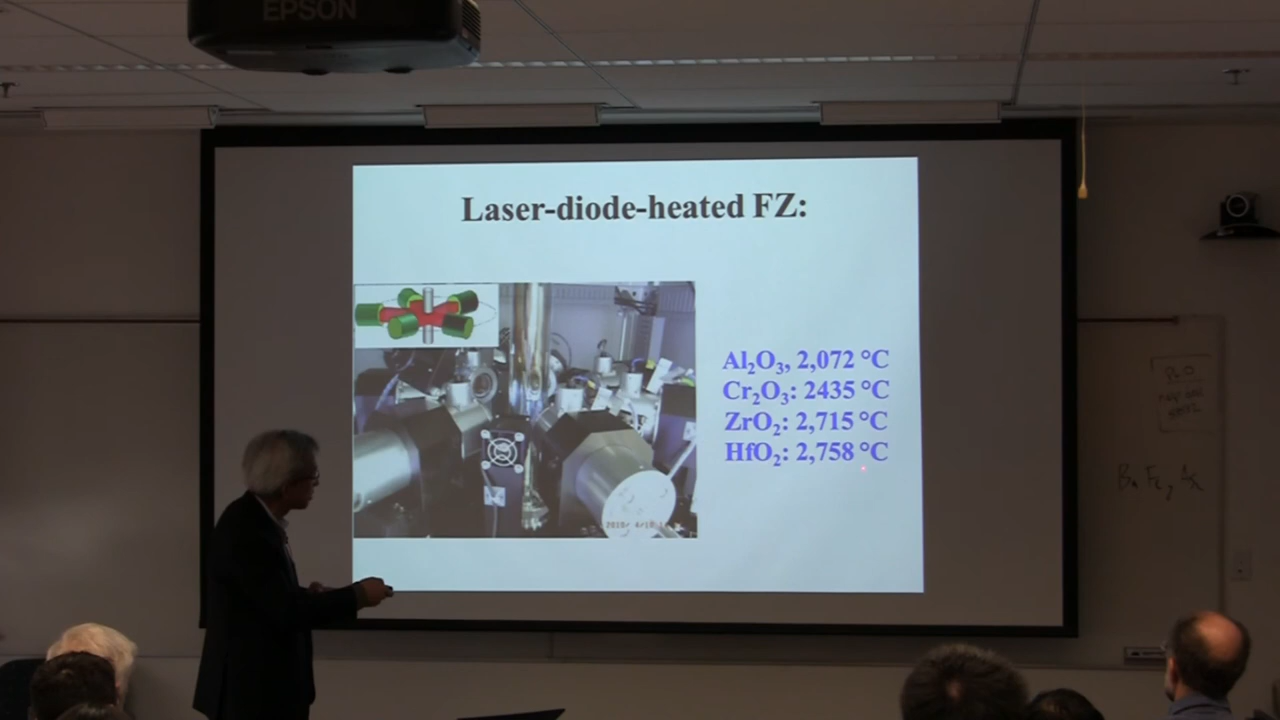 EPSON
Laser-diode-heated FZ:
Al₂O₃, 2,072 °C
Cr₂O₃: 2435 °C
ZrO₂: 2,715 °C
HfO₂: 2,758 °C